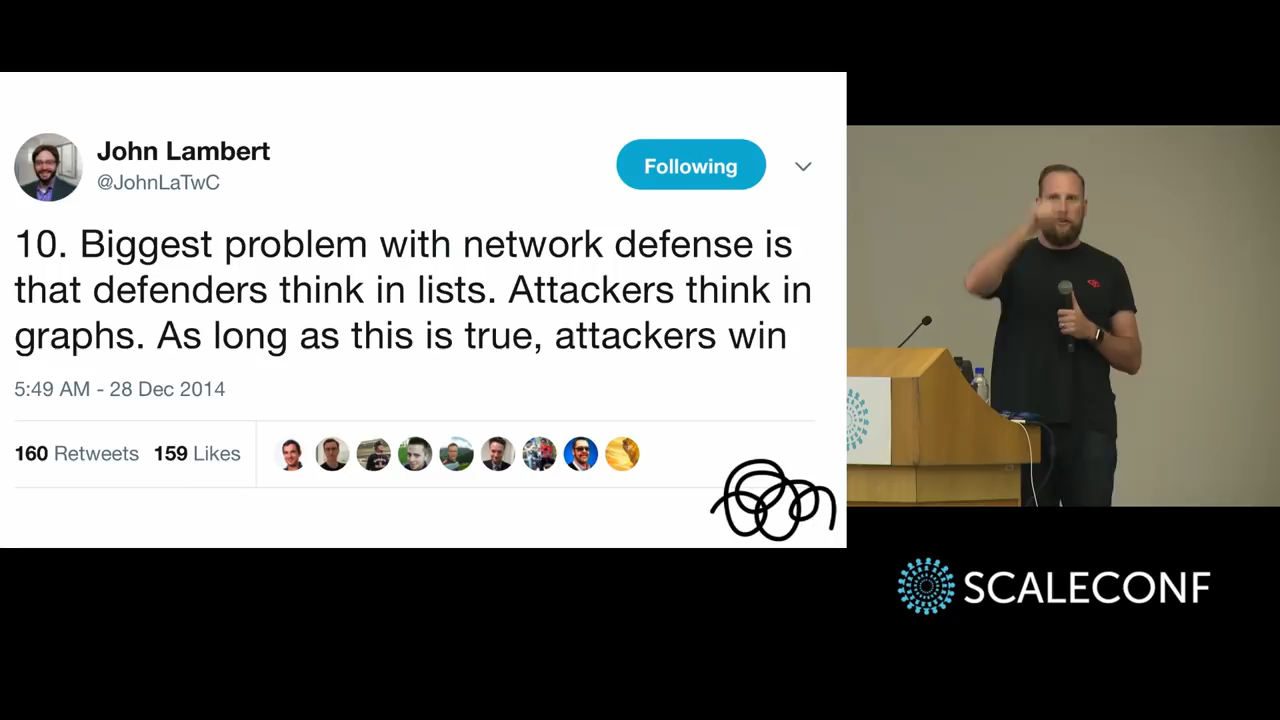 John Lambert
@JohnLaTwC
Following
10. Biggest problem with network defense is
that defenders think in lists. Attackers think in
graphs. As long as this is true, attackers win
5:49 AM - 28 Dec 2014
160 Retweets 159 Likes
SCALECONF